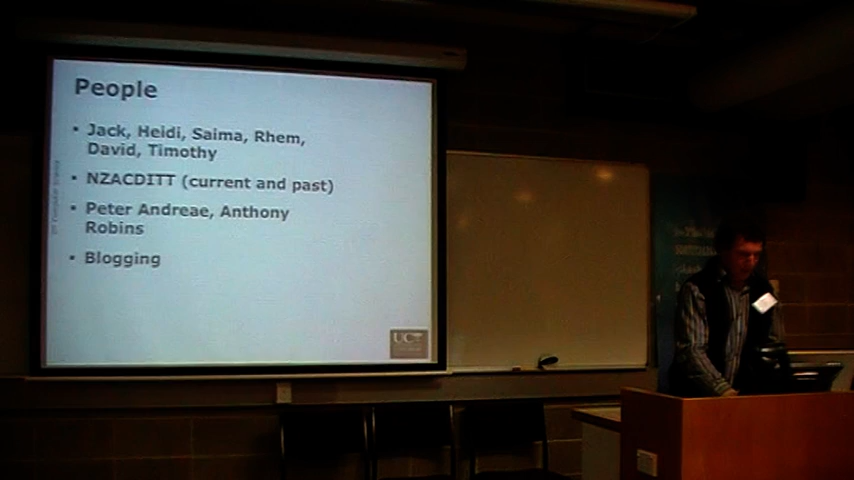 People
▪ Jack, Heidi, Saima, Rhem,
David, Timothy
▪ NZACDITT (current and past)
▪ Peter Andreae, Anthony
Robins
▪ Blogging
UC